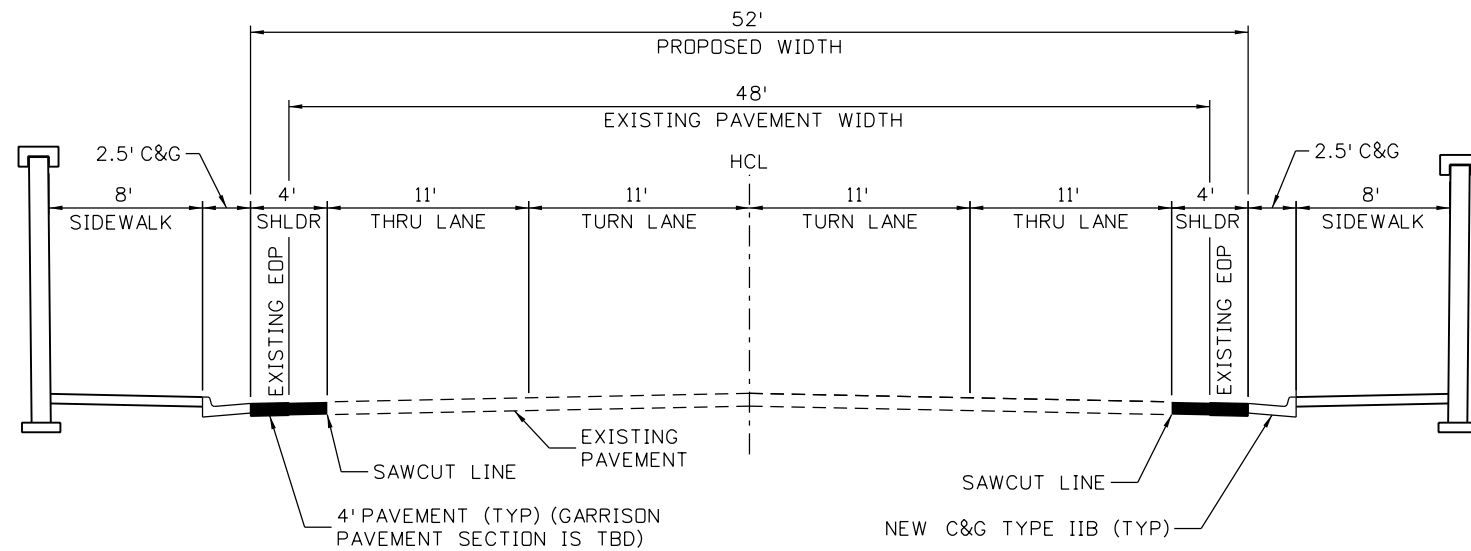 52'
PROPOSED WIDTH
48'
EXISTING PAVEMENT WIDTH
HCL
2.5' C&G
2.5' C&G
8'
SIDEWALK
4'
SHLDR
11'
THRU LANE
11'
TURN LANE
11'
TURN LANE
11'
THRU LANE
4'
SHLDR
8'
SIDEWALK
EXISTING EOP
EXISTING EOP
EXISTING
PAVEMENT
SAWCUT LINE
SAWCUT LINE
4' PAVEMENT (TYP) (GARRISON
PAVEMENT SECTION IS TBD)
NEW C&G TYPE IIB (TYP)